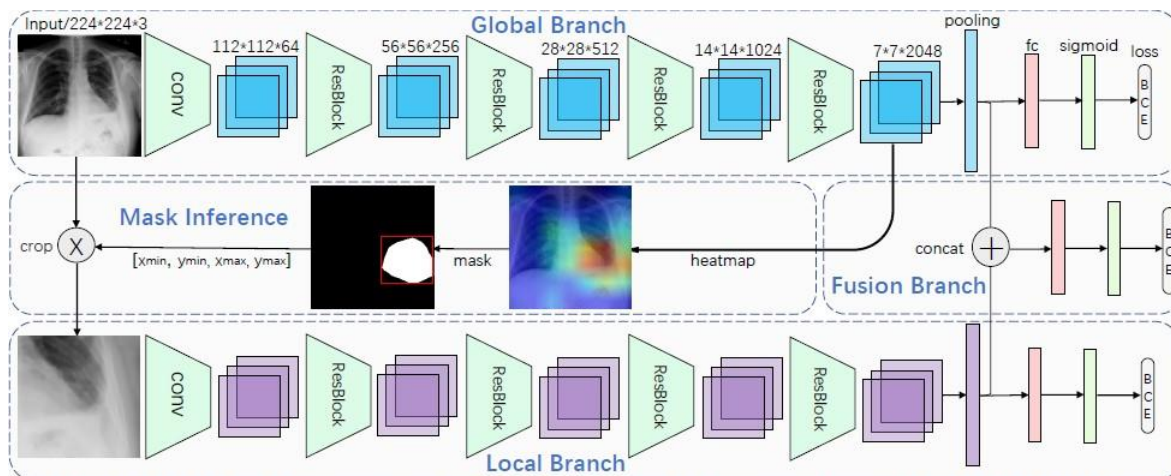 Input/224*224*3
Global Branch
pooling
112*112*64
56*56*256
28*28*512
14*14*1024
7*7*2048
fc
sigmoid
loss
conv
ResBlock
ResBlock
ResBlock
ResBlock
B
C
E
Mask Inference
crop
X
[xmin, ymin, xmax, ymax]
mask
heatmap
concat
+
B
C
E
Fusion Branch
conv
ResBlock
ResBlock
ResBlock
ResBlock
B
C
E
Local Branch